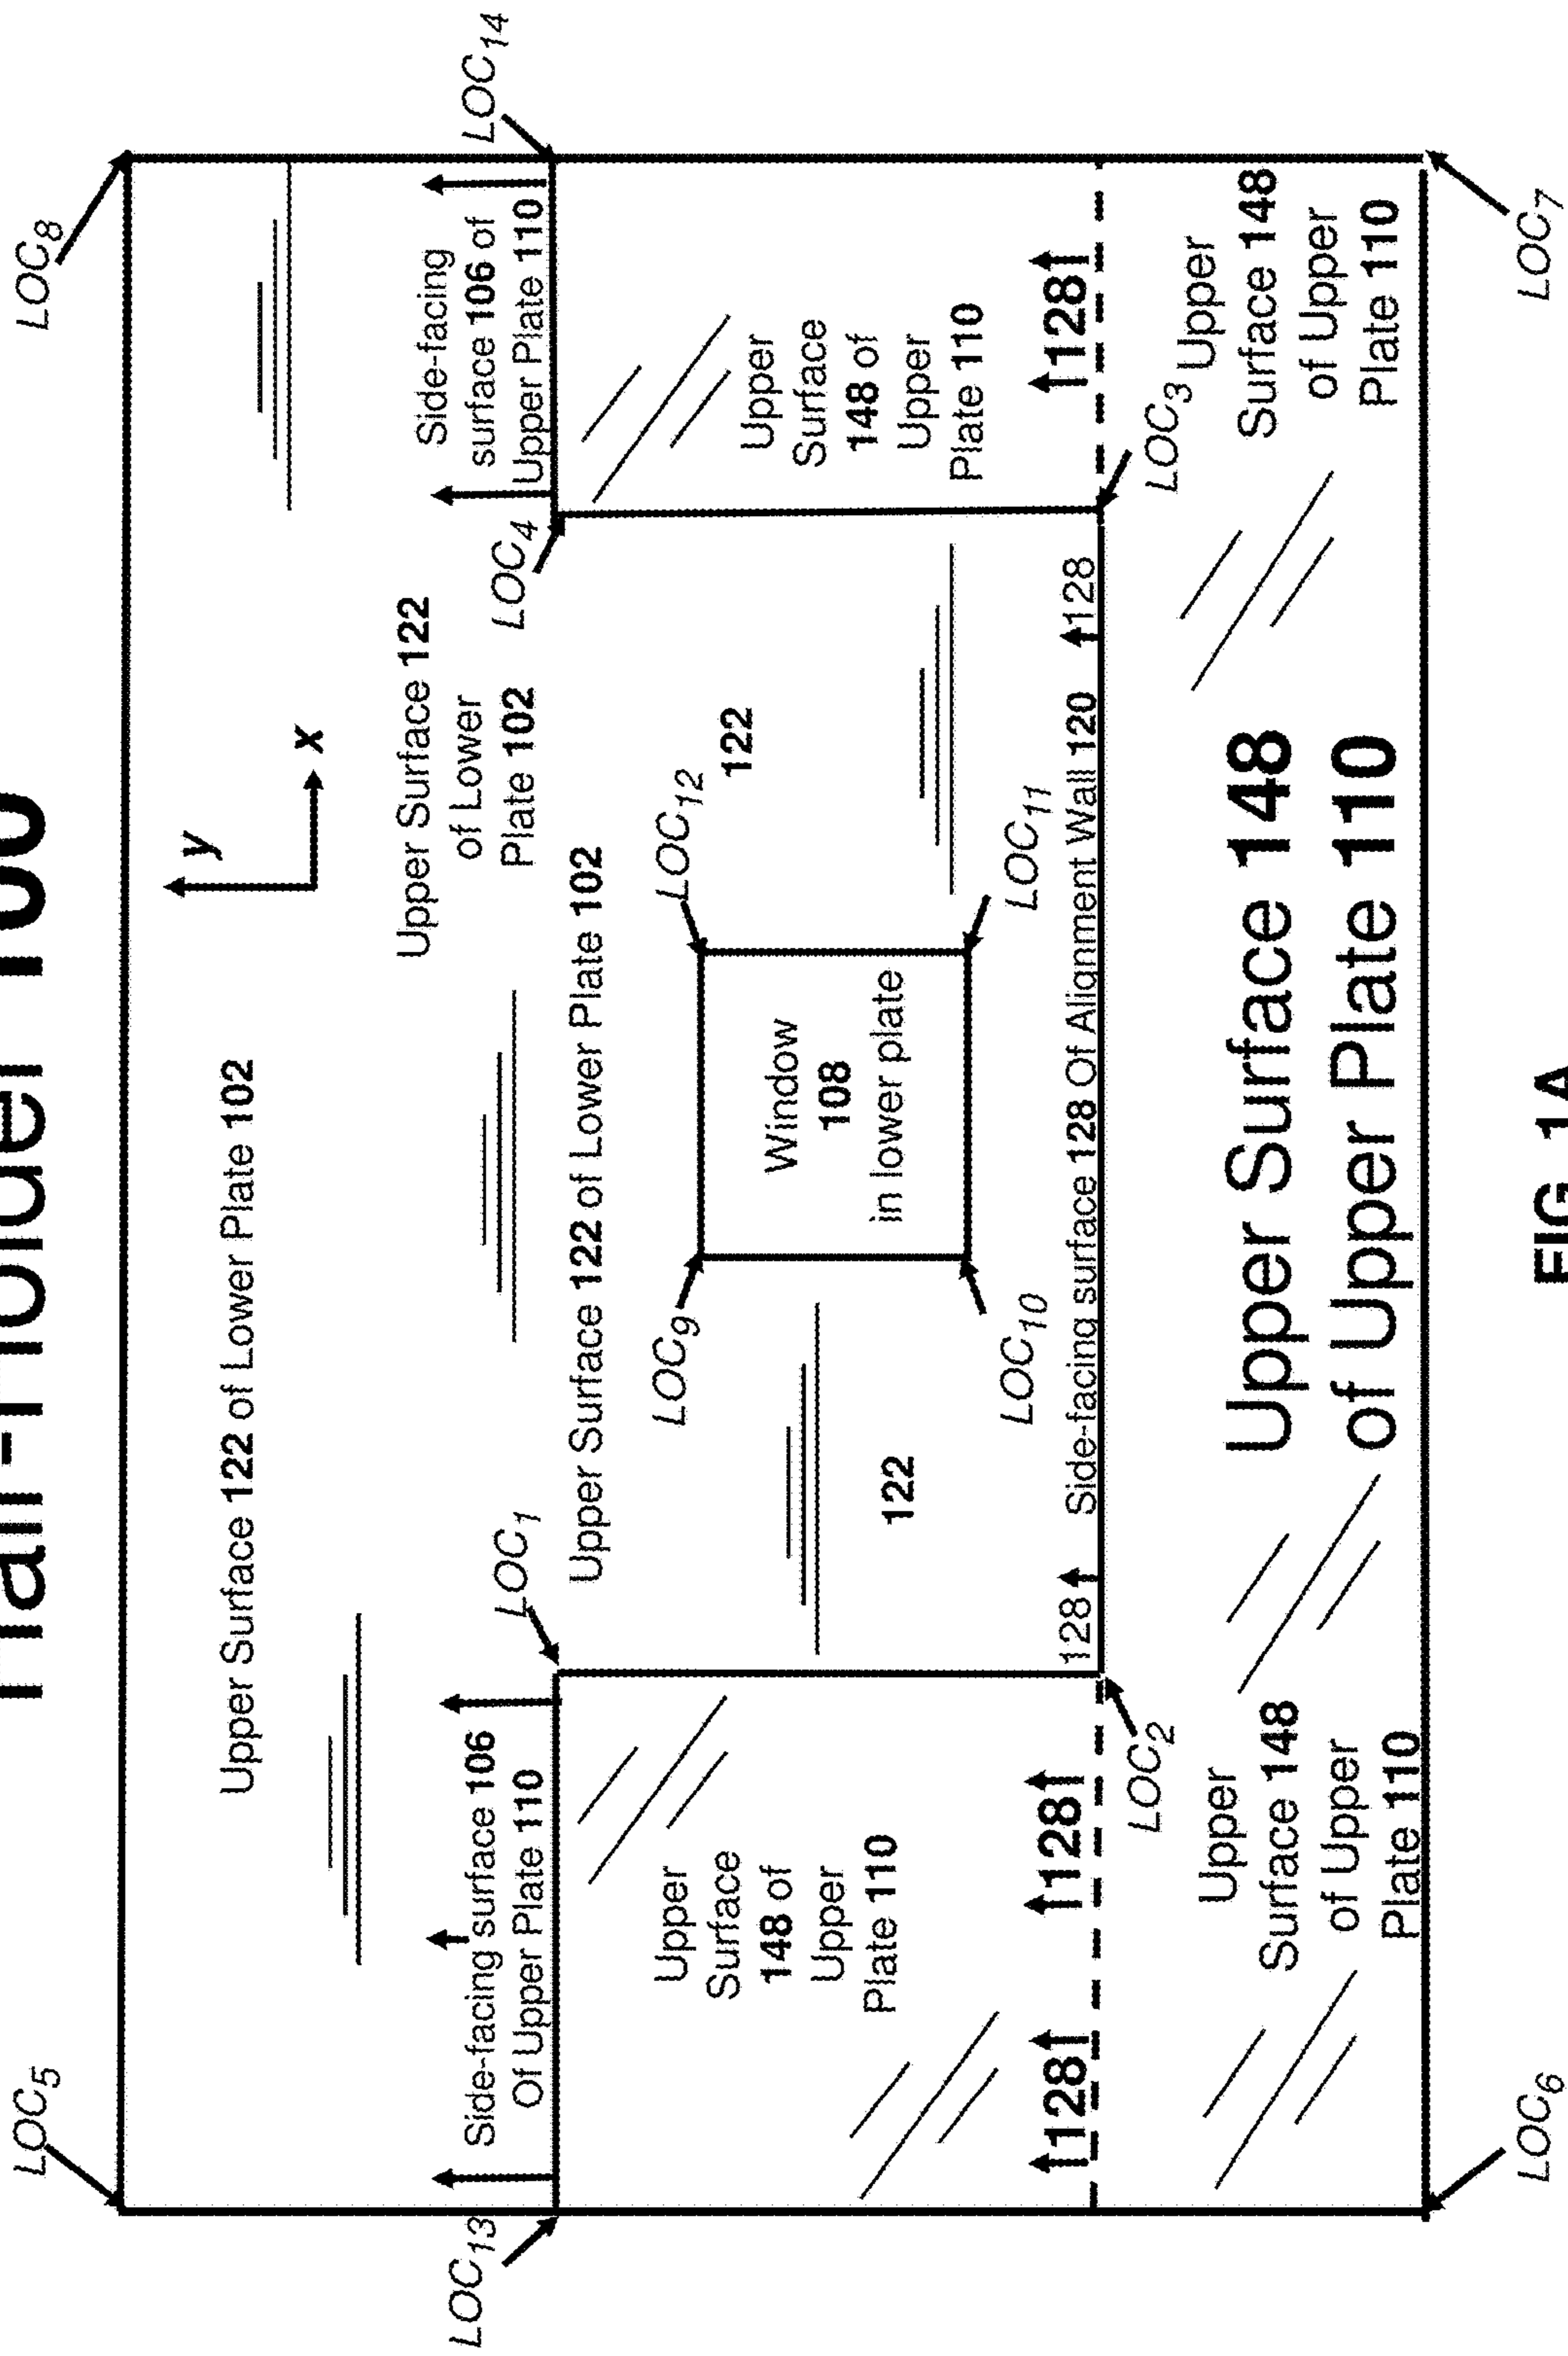 LOC5
LOC8
Upper Surface 122 of Lower Plate 102
y
x
Upper Surface 122
of Lower
Plate 102
LOC13
Side-facing surface 106
Of Upper Plate 110
LOC1
LOC4
Side-facing
surface 106 of
Upper Plate 110
LOC14
Upper Surface 122 of Lower Plate 102
Upper
Surface
148 of
Upper
Plate 110
122
LOC9
LOC12
Window
108
in lower plate
LOC10
LOC11
122
Upper
Surface
148 of
Upper
Plate 110
128
128
128
Side-facing surface 128 Of Alignment Wall 120
128
128
LOC2
LOC3
Upper
Surface 148
of Upper
Plate 110
Upper Surface 148
of Upper Plate 110
Upper
Surface 148
of Upper
Plate 110
LOC6
LOC7